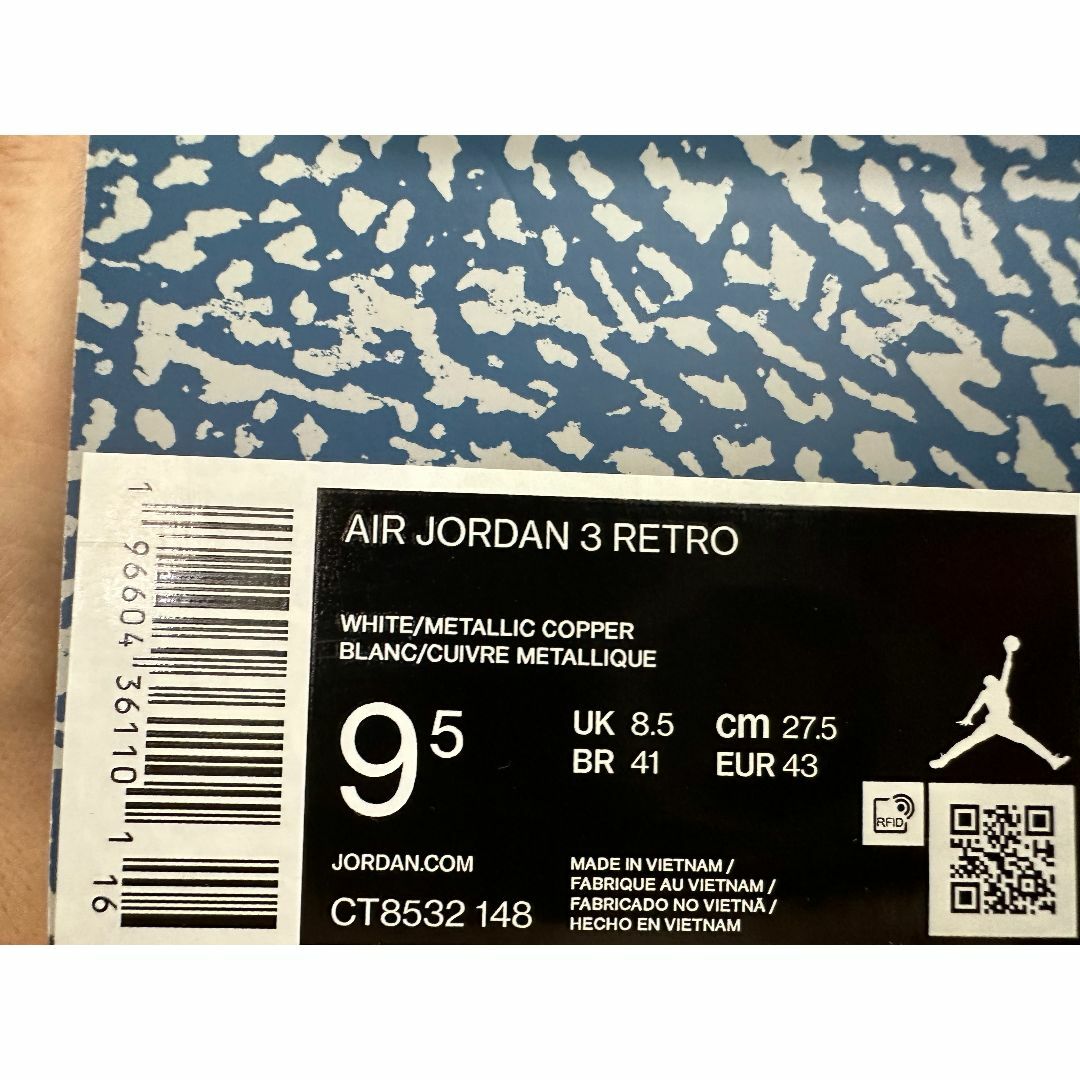 AIR JORDAN 3 RETRO
WHITE/METALLIC COPPER
BLANC/CUIVRE METALLIQUE
9 5
UK 8.5 cm 27.5
BR 41 EUR 43
RFID
JORDAN.COM
CT8532 148
MADE IN VIETNAM /
FABRIQUE AU VIETNAM /
FABRICADO NO VIETNÃ /
HECHO EN VIETNAM
1 96604 36110 1 16